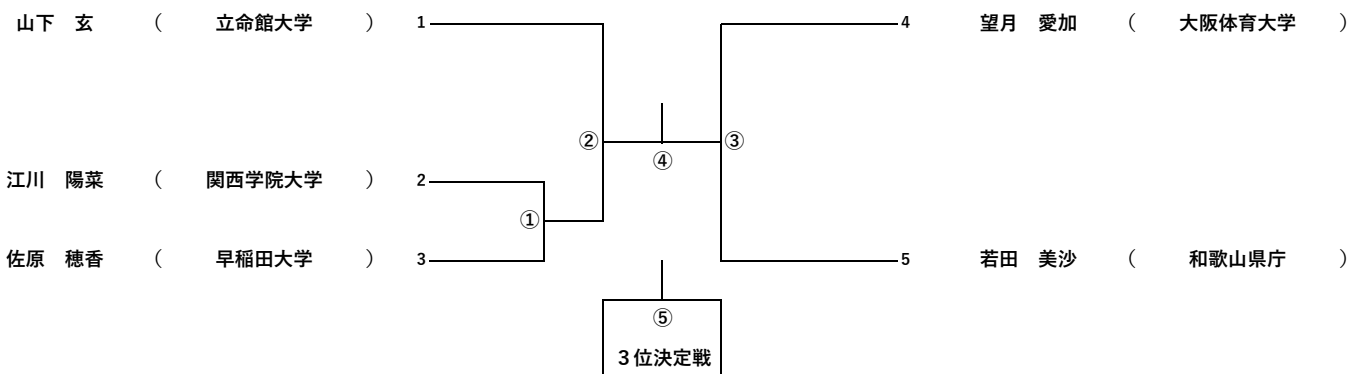 山下　玄　（　立命館大学　）　1
4　望月　愛加　（　大阪体育大学　）
②
③
④
江川　陽菜　（　関西学院大学　）　2
①
佐原　穂香　（　早稲田大学　）　3
5　若田　美沙　（　和歌山県庁　）
⑤
３位決定戦